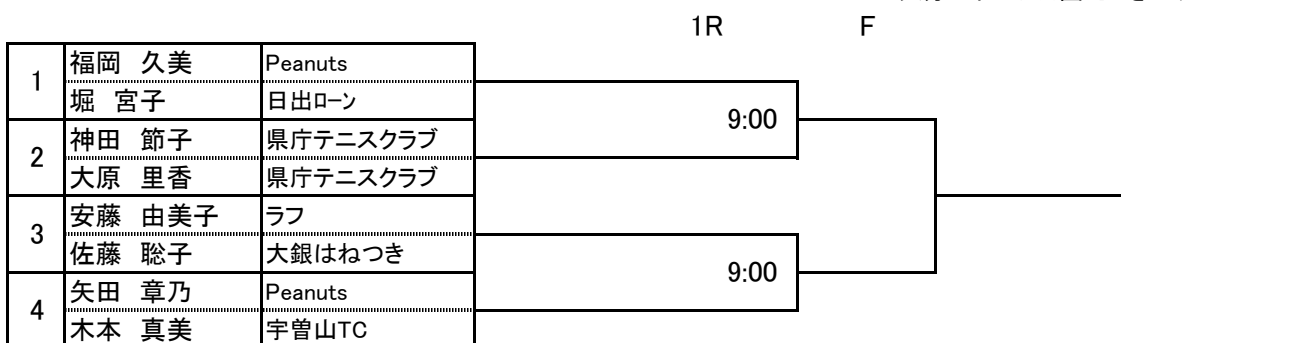 1R F
1 福岡 久美 Peanuts
堀 宮子 日出ローン
9:00
2 神田 節子 県庁テニスクラブ
大原 里香 県庁テニスクラブ
3 安藤 由美子 ラフ
佐藤 聡子 大銀はねつき
9:00
4 矢田 章乃 Peanuts
木本 真美 宇曽山TC